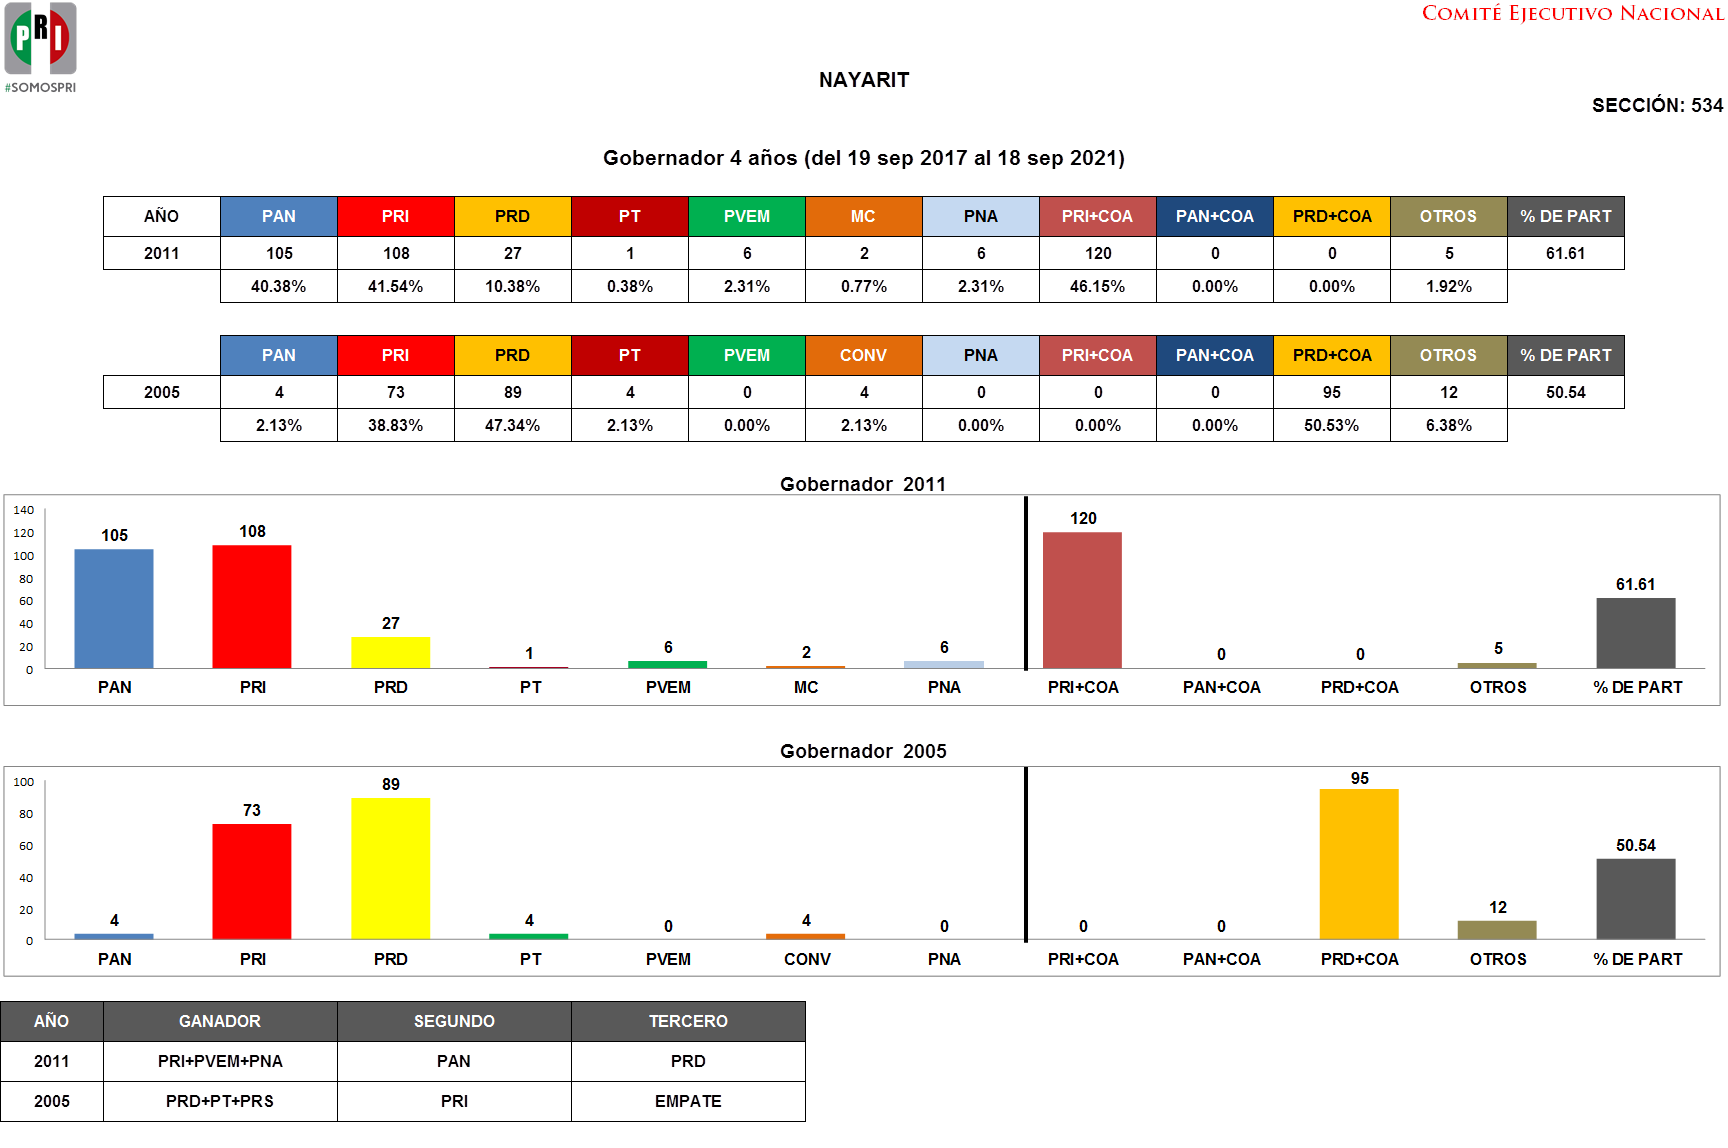 PRI
#SOMOSPRI
COMITÉ EJECUTIVO NACIONAL
NAYARIT
SECCIÓN: 534
Gobernador 4 años (del 19 sep 2017 al 18 sep 2021)
AÑO PAN PRI PRD PT PVEM MC PNA PRI+COA PAN+COA PRD+COA OTROS % DE PART
2011 105 108 27 1 6 2 6 120 0 0 5 61.61
40.38% 41.54% 10.38% 0.38% 2.31% 0.77% 2.31% 46.15% 0.00% 0.00% 1.92%
PAN PRI PRD PT PVEM CONV PNA PRI+COA PAN+COA PRD+COA OTROS % DE PART
2005 4 73 89 4 0 4 0 0 0 95 12 50.54
2.13% 38.83% 47.34% 2.13% 0.00% 2.13% 0.00% 0.00% 0.00% 50.53% 6.38%
Gobernador 2011
140
120
100
80
60
40
20
0
105 108 27 1 6 2 6 120 0 0 5 61.61
PAN PRI PRD PT PVEM MC PNA PRI+COA PAN+COA PRD+COA OTROS % DE PART
Gobernador 2005
100
80
60
40
20
0
4 73 89 4 0 4 0 0 0 95 12 50.54
PAN PRI PRD PT PVEM CONV PNA PRI+COA PAN+COA PRD+COA OTROS % DE PART
AÑO GANADOR SEGUNDO TERCERO
2011 PRI+PVEM+PNA PAN PRD
2005 PRD+PT+PRS PRI EMPATE